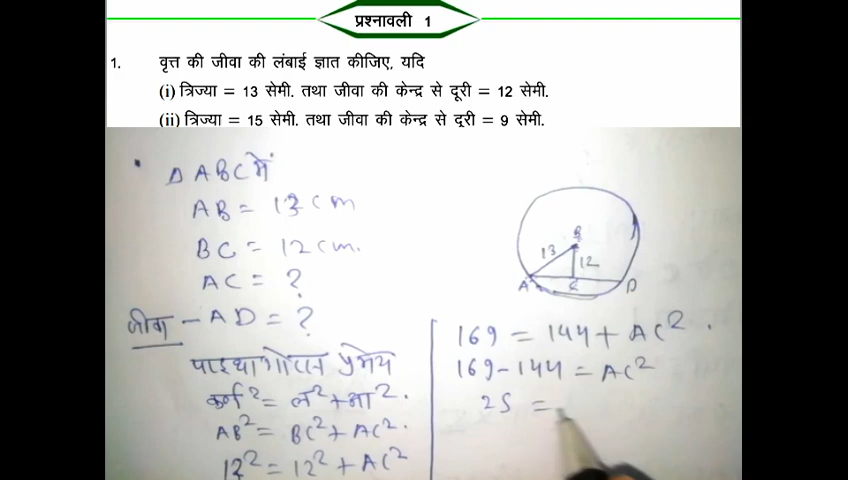 प्रश्नावली 1
1. वृत्त की जीवा की लंबाई ज्ञात कीजिए, यदि
(i) त्रिज्या = 13 सेमी. तथा जीवा की केन्द्र से दूरी = 12 सेमी.
(ii) त्रिज्या = 15 सेमी. तथा जीवा की केन्द्र से दूरी = 9 सेमी.
Δ ABC में
AB = 13 cm
BC = 12 cm.
AC = ?
जीवा - AD = ?
पाइथागोरस प्रमेय
कर्ण² = ल² + आ².
AB² = BC² + AC².
13² = 12² + AC²
B
13
12
A C D
169 = 144 + AC².
169 - 144 = AC²
25 =